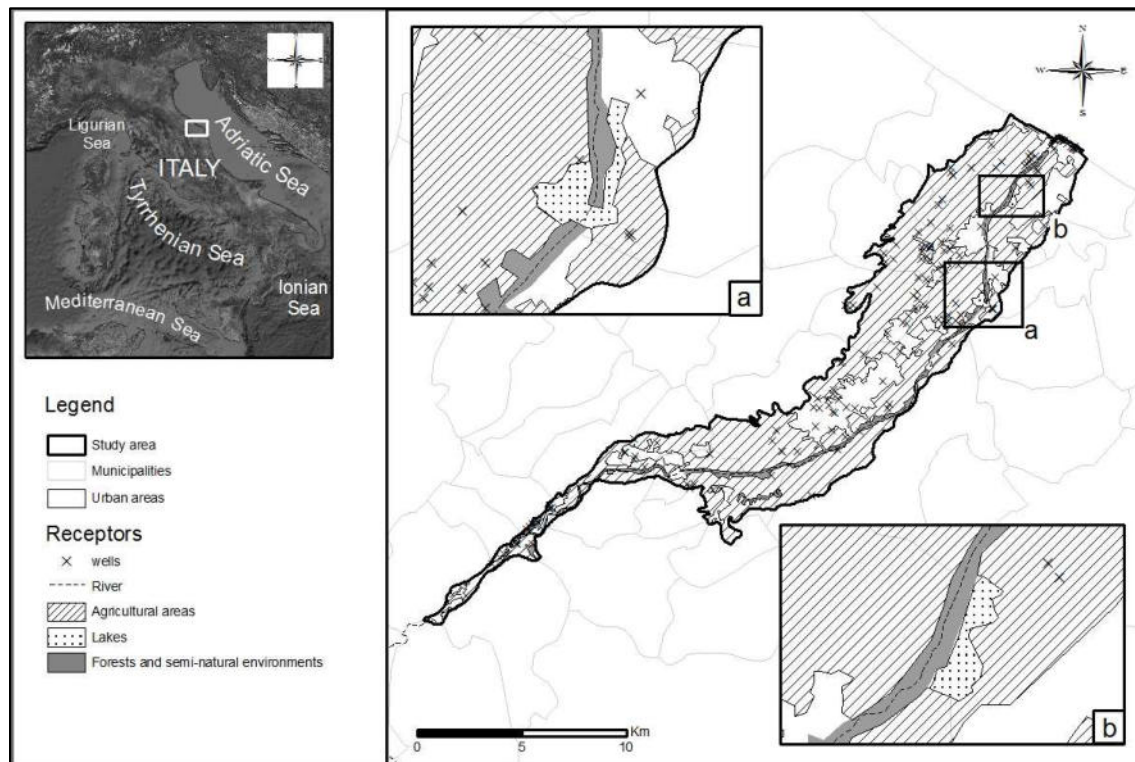 Ligurian
Sea
ITALY
Adriatic Sea
Tyrrhenian Sea
Ionian
Sea
Mediterranean Sea
Legend
Study area
Municipalities
Urban areas
Receptors
wells
River
Agricultural areas
Lakes
Forests and semi-natural environments
a
N
W
E
S
b
a
Km
0
5
10
b